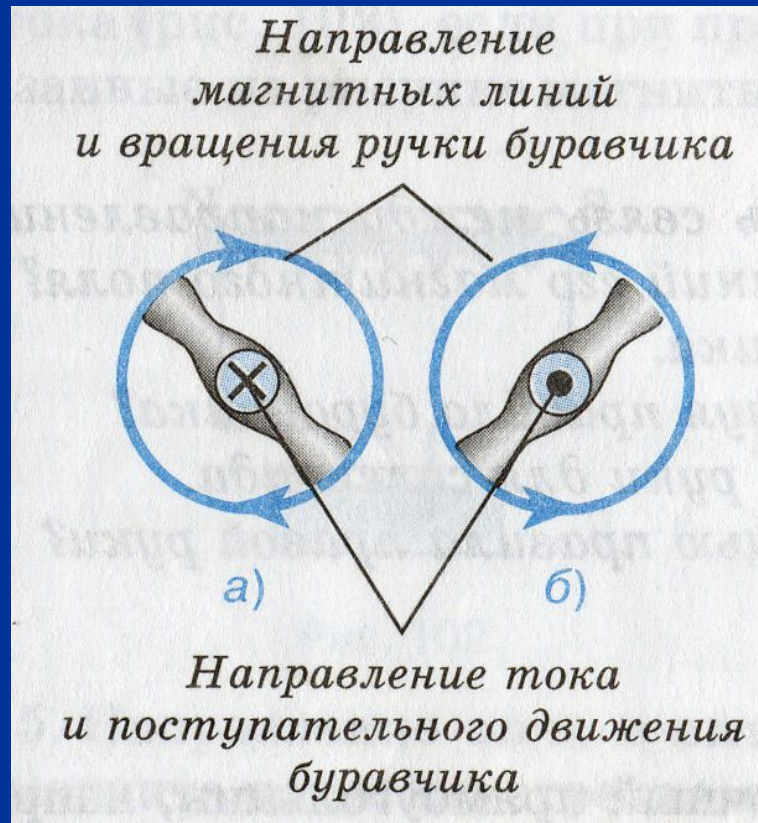 Направление
магнитных линий
и вращения ручки буравчика
а)
б)
Направление тока
и поступательного движения
буравчика